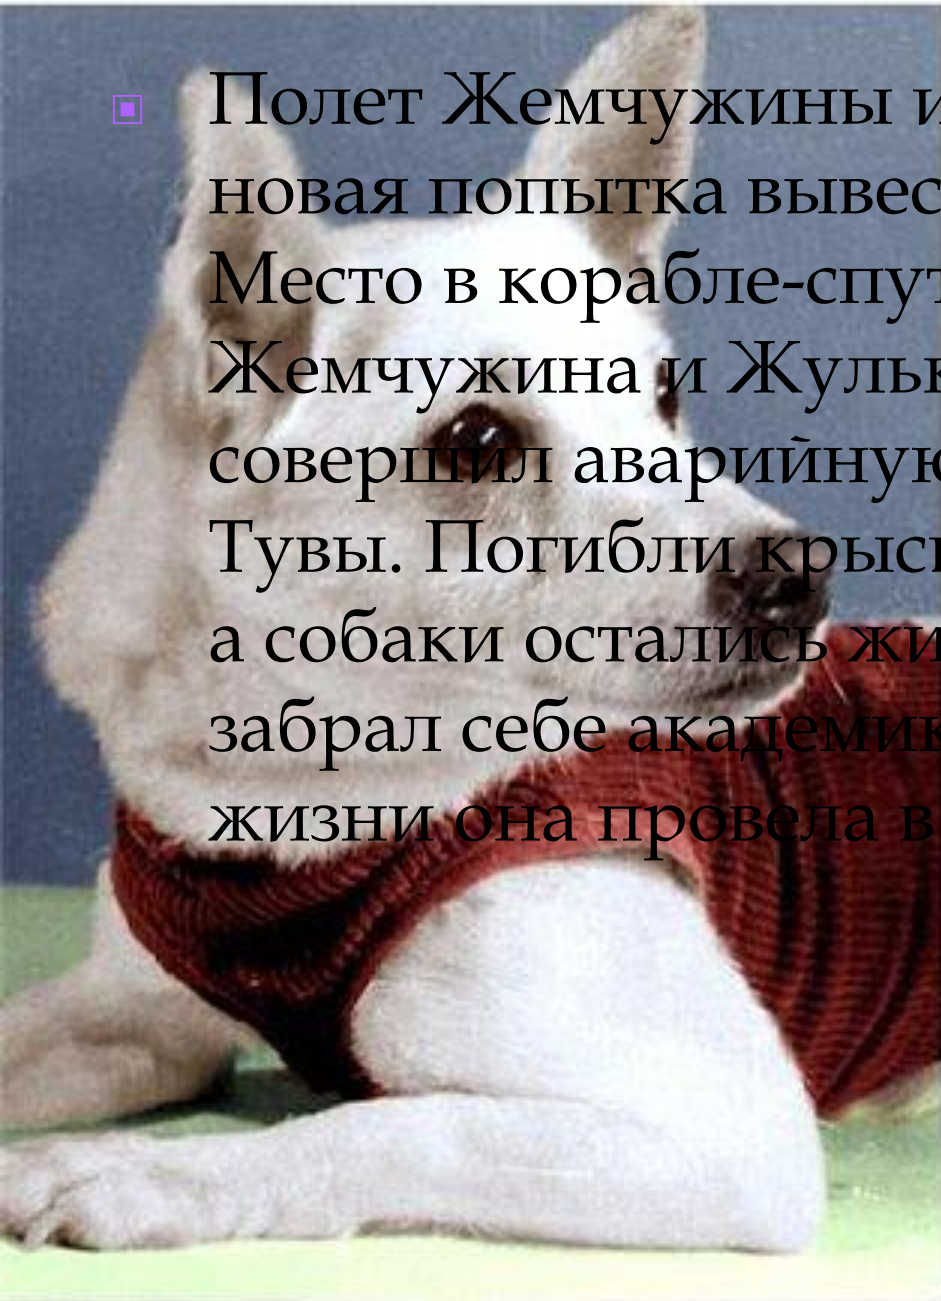 Полет Жемчужины и
новая попытка вывес
Место в корабле-спут
Жемчужина и Жульк
совершил аварийную
Тувы. Погибли крысы
а собаки остались жи
забрал себе академик
жизни она провела в